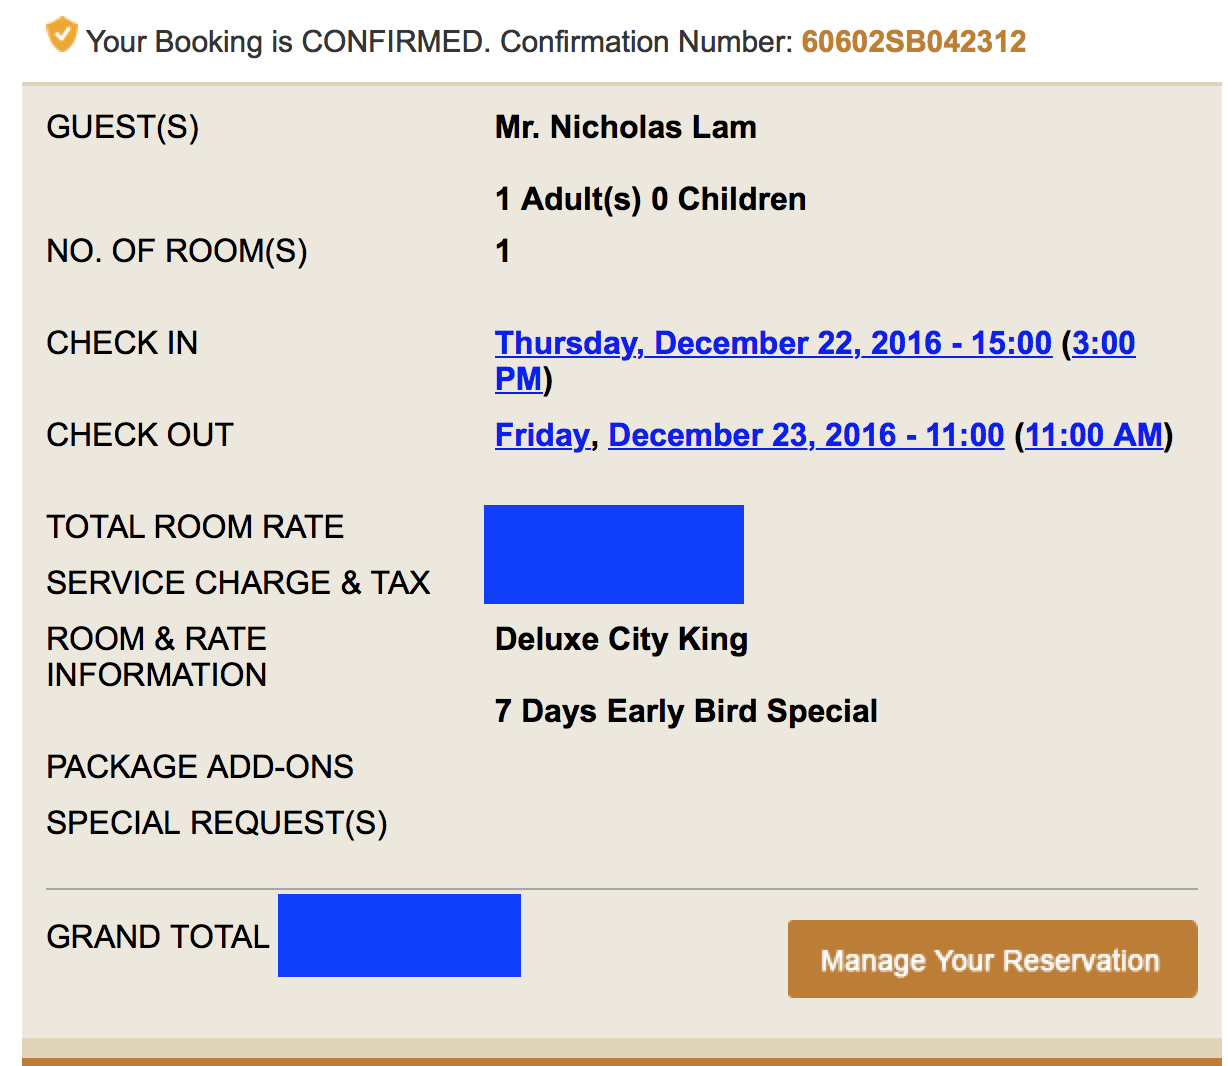 Your Booking is CONFIRMED. Confirmation Number: 60602SB042312
GUEST(S) Mr. Nicholas Lam
1 Adult(s) 0 Children
NO. OF ROOM(S) 1
CHECK IN Thursday, December 22, 2016 - 15:00 (3:00
PM)
CHECK OUT Friday, December 23, 2016 - 11:00 (11:00 AM)
TOTAL ROOM RATE
SERVICE CHARGE & TAX
ROOM & RATE Deluxe City King
INFORMATION
7 Days Early Bird Special
PACKAGE ADD-ONS
SPECIAL REQUEST(S)
GRAND TOTAL
Manage Your Reservation